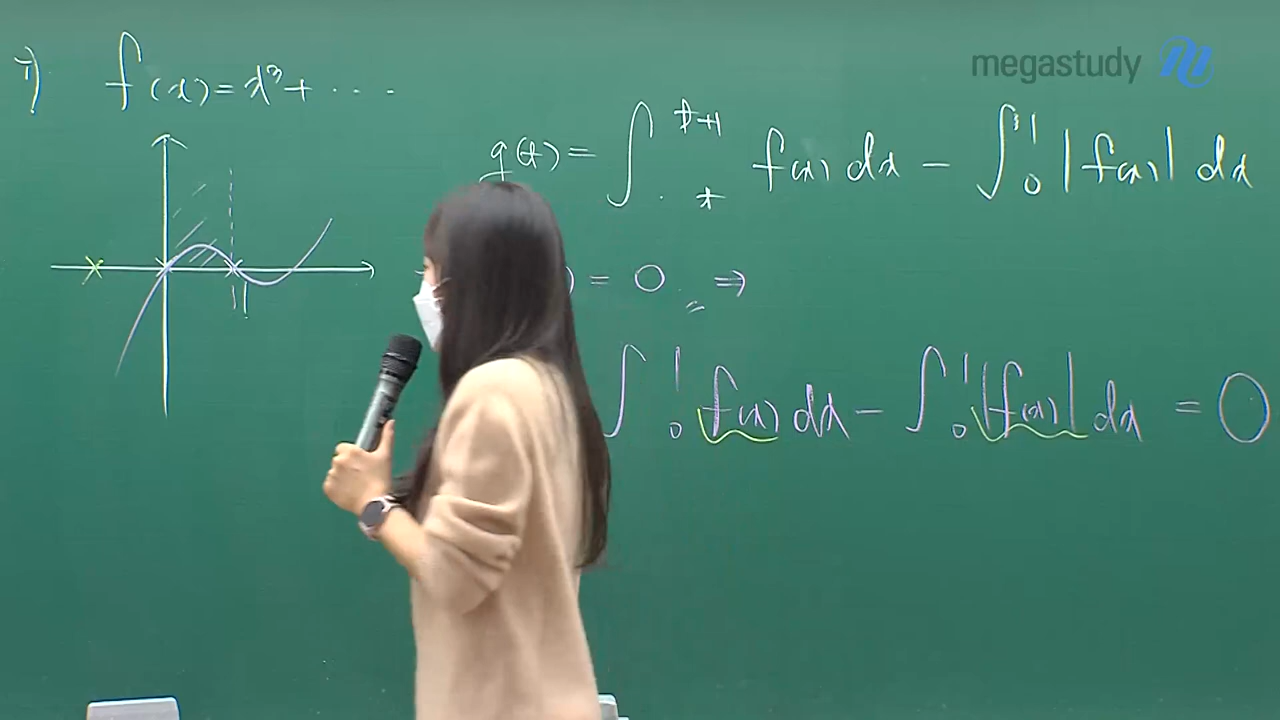 megastudy
ㄱ) f(x)=x³+ ····
g(t) = ∫ₜᵗ⁺¹ f(x) dx − ∫₀¹ |f(x)| dx
) = 0 ⇒
1
∫₀¹ f(x) dx − ∫₀¹ |f(x)| dx = 0